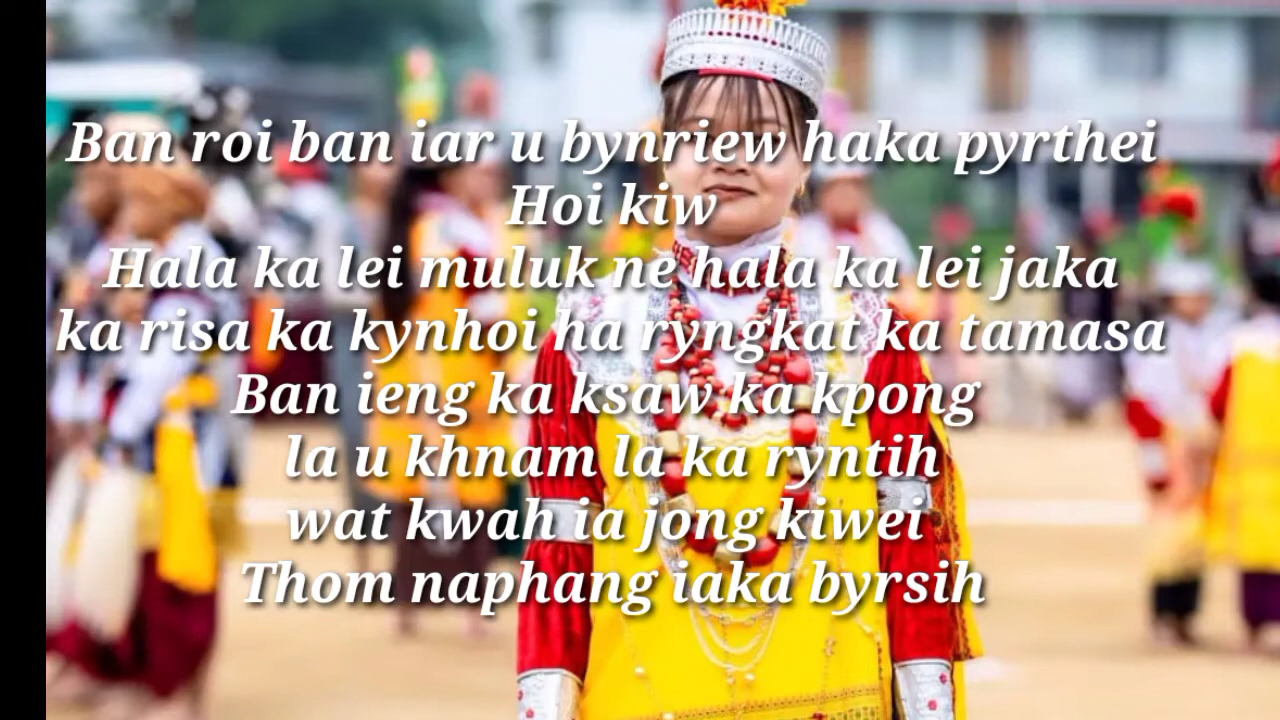 Ban roi ban iar u bynriew haka pyrthei
Hoi kiw
Hala ka lei muluk ne hala ka lei jaka
ka risa ka kynhoi ha ryngkat ka tamasa
Ban ieng ka ksaw ka kpong
la u khnam la ka ryntih
wat kwah ia jong kiwei
Thom naphang iaka byrsih